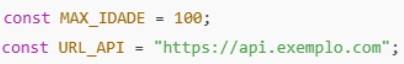 const MAX_IDADE = 100;
const URL_API = "https://api.exemplo.com";